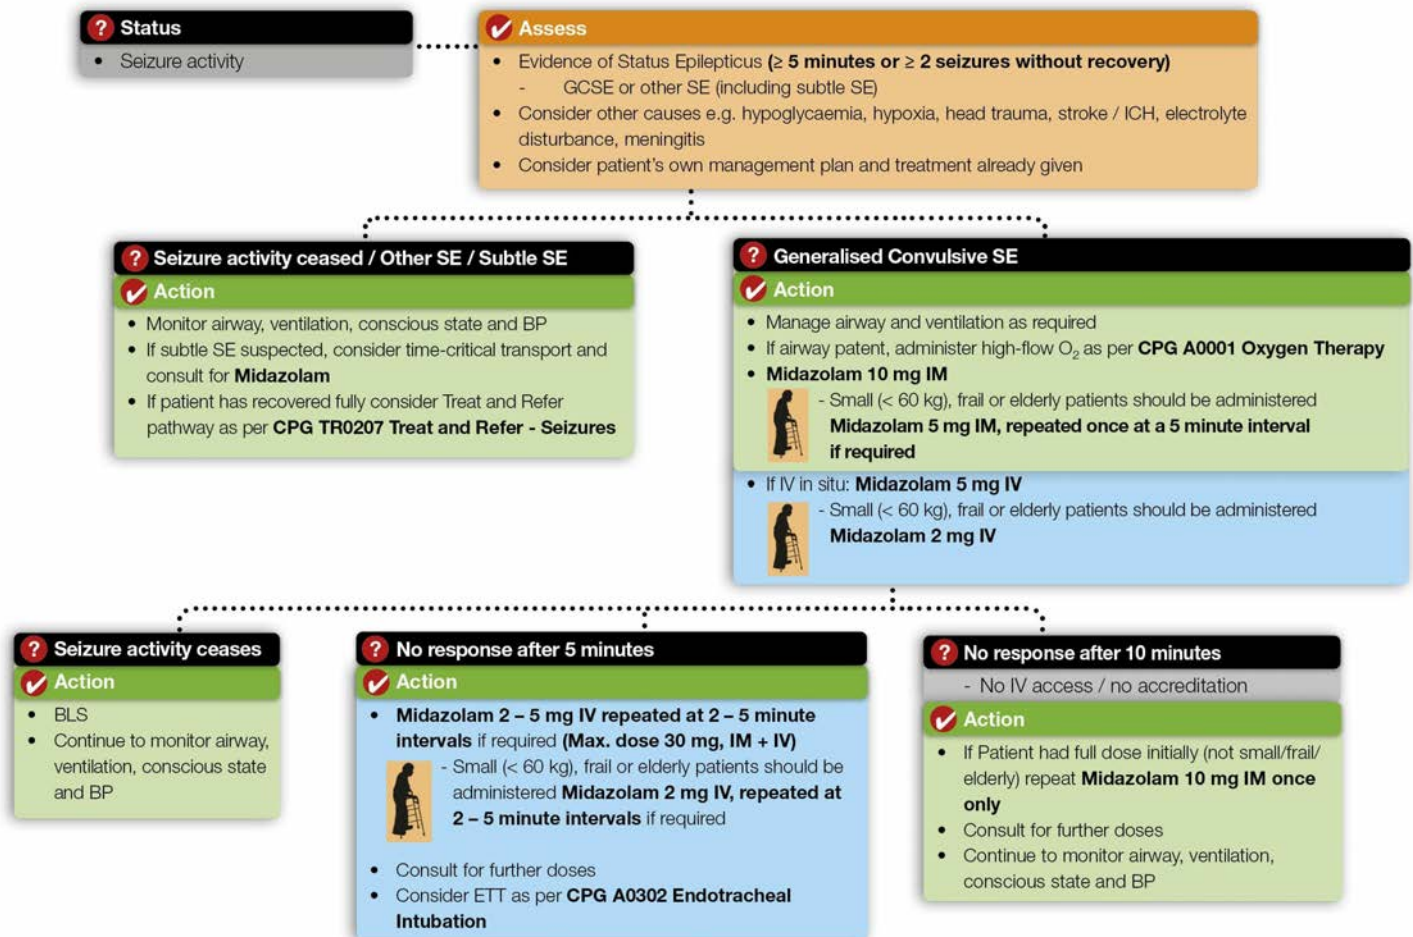 ? Status
• Seizure activity
✓ Assess
• Evidence of Status Epilepticus (≥ 5 minutes or ≥ 2 seizures without recovery)
- GCSE or other SE (including subtle SE)
• Consider other causes e.g. hypoglycaemia, hypoxia, head trauma, stroke / ICH, electrolyte
disturbance, meningitis
• Consider patient's own management plan and treatment already given
? Seizure activity ceased / Other SE / Subtle SE
✓ Action
• Monitor airway, ventilation, conscious state and BP
• If subtle SE suspected, consider time-critical transport and
consult for Midazolam
• If patient has recovered fully consider Treat and Refer
pathway as per CPG TR0207 Treat and Refer - Seizures
? Generalised Convulsive SE
✓ Action
• Manage airway and ventilation as required
• If airway patent, administer high-flow O₂ as per CPG A0001 Oxygen Therapy
• Midazolam 10 mg IM
- Small (< 60 kg), frail or elderly patients should be administered
Midazolam 5 mg IM, repeated once at a 5 minute interval
if required
• If IV in situ: Midazolam 5 mg IV
- Small (< 60 kg), frail or elderly patients should be administered
Midazolam 2 mg IV
? Seizure activity ceases
✓ Action
• BLS
• Continue to monitor airway,
ventilation, conscious state
and BP
? No response after 5 minutes
✓ Action
• Midazolam 2 – 5 mg IV repeated at 2 – 5 minute
intervals if required (Max. dose 30 mg, IM + IV)
- Small (< 60 kg), frail or elderly patients should be
administered Midazolam 2 mg IV, repeated at
2 – 5 minute intervals if required
• Consult for further doses
• Consider ETT as per CPG A0302 Endotracheal
Intubation
? No response after 10 minutes
- No IV access / no accreditation
✓ Action
• If Patient had full dose initially (not small/frail/
elderly) repeat Midazolam 10 mg IM once
only
• Consult for further doses
• Continue to monitor airway, ventilation,
conscious state and BP